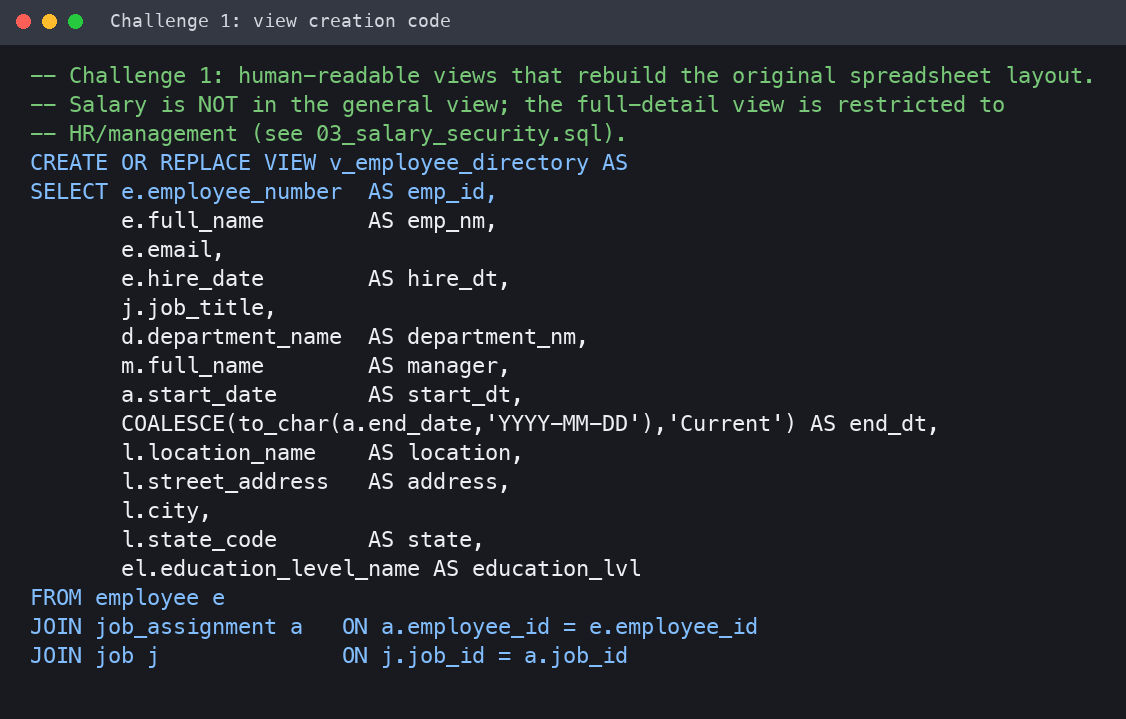 Challenge 1: view creation code
-- Challenge 1: human-readable views that rebuild the original spreadsheet layout.
-- Salary is NOT in the general view; the full-detail view is restricted to
-- HR/management (see 03_salary_security.sql).
CREATE OR REPLACE VIEW v_employee_directory AS
SELECT e.employee_number  AS emp_id,
       e.full_name        AS emp_nm,
       e.email,
       e.hire_date        AS hire_dt,
       j.job_title,
       d.department_name  AS department_nm,
       m.full_name        AS manager,
       a.start_date       AS start_dt,
       COALESCE(to_char(a.end_date,'YYYY-MM-DD'),'Current') AS end_dt,
       l.location_name    AS location,
       l.street_address   AS address,
       l.city,
       l.state_code       AS state,
       el.education_level_name AS education_lvl
FROM employee e
JOIN job_assignment a   ON a.employee_id = e.employee_id
JOIN job j              ON j.job_id = a.job_id